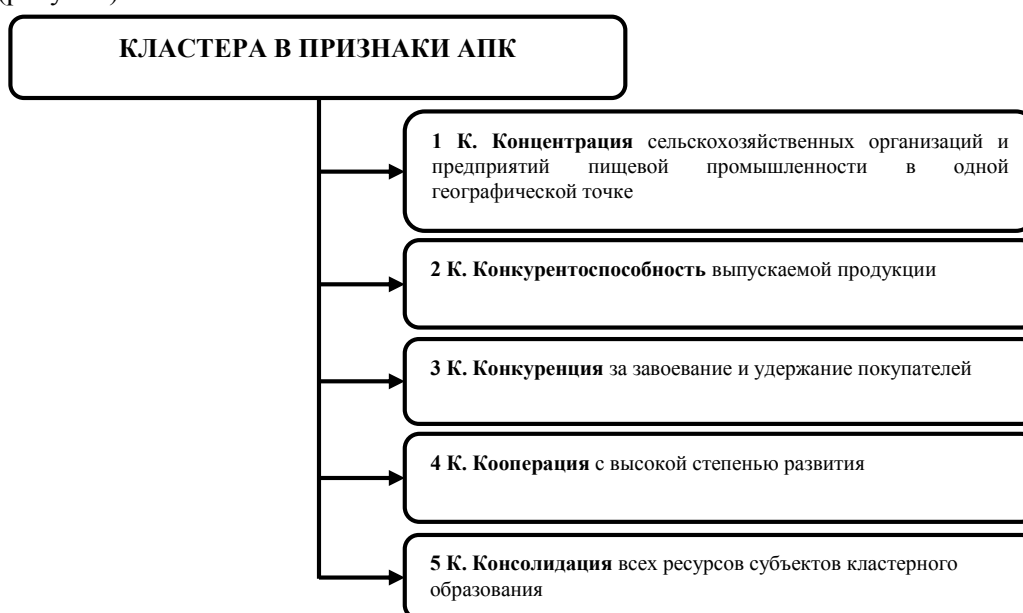 КЛАСТЕРА В ПРИЗНАКИ АПК
1 К. Концентрация сельскохозяйственных организаций и
предприятий пищевой промышленности в одной
географической точке
2 К. Конкурентоспособность выпускаемой продукции
3 К. Конкуренция за завоевание и удержание покупателей
4 К. Кооперация с высокой степенью развития
5 К. Консолидация всех ресурсов субъектов кластерного
образования